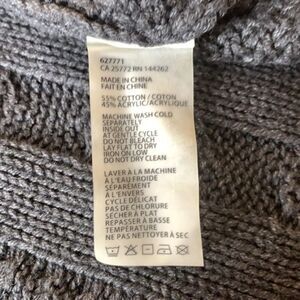 627771
CA 25772 RN 144262
MADE IN CHINA
FAIT EN CHINE
55% COTTON / COTON
45% ACRYLIC/ACRYLIQUE
MACHINE WASH COLD
SEPARATELY
INSIDE OUT
AT GENTLE CYCLE
DO NOT BLEACH
LAY FLAT TO DRY
IRON ON LOW
DO NOT DRY CLEAN
LAVER À LA MACHINE
À L'EAU FROIDE
SÉPARÉMENT
À L'ENVERS
CYCLE DÉLICAT
PAS DE CHLORURE
SÉCHER À PLAT
REPASSER À BASSE
TEMPÉRATURE
NE PAS NETTOYER À SEC